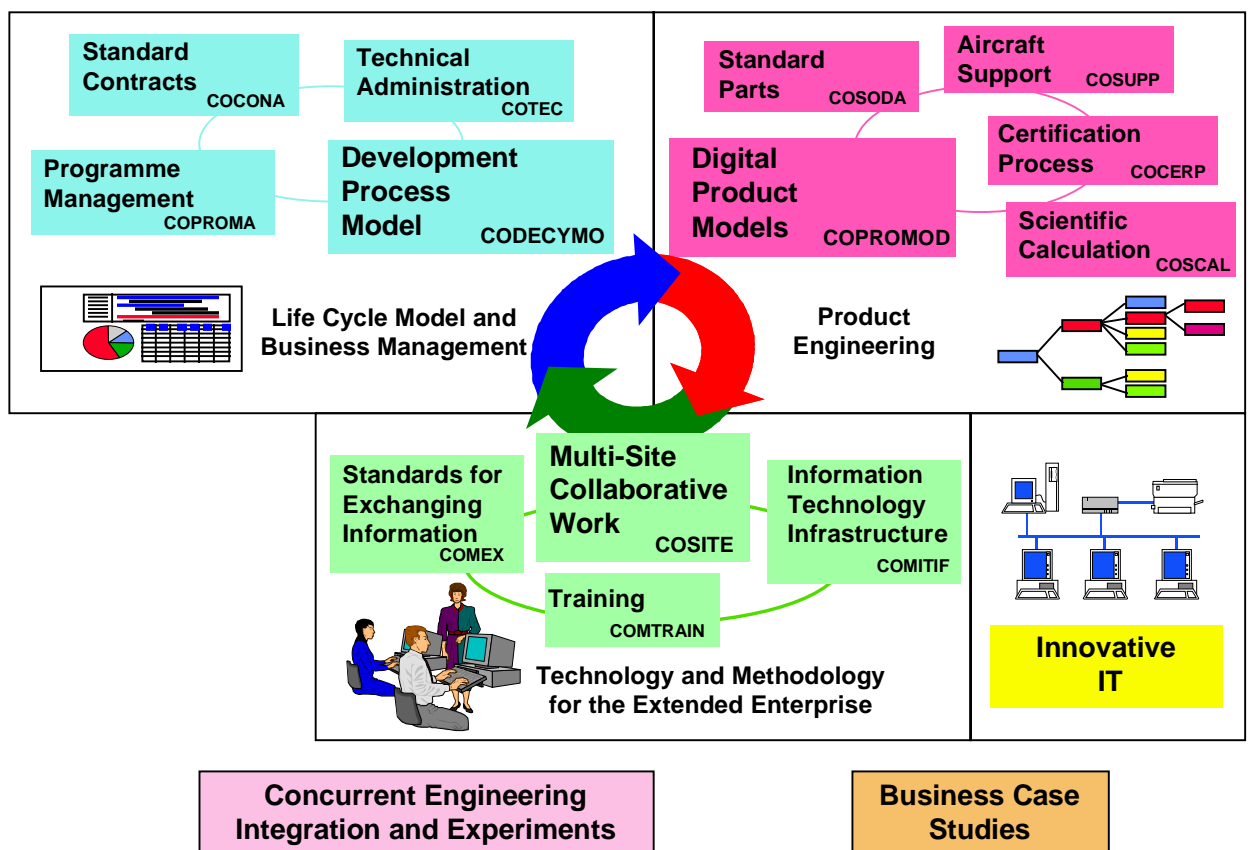 Standard
Contracts
COCONA
Technical
Administration
COTEC
Programme
Management
COPROMA
Development
Process
Model
CODECYMO
Life Cycle Model and
Business Management
Standard
Parts
COSODA
Aircraft
Support
COSUPP
Certification
Process
COCERP
Digital
Product
Models
COPROMOD
Scientific
Calculation
COSCAL
Product
Engineering
Standards for
Exchanging
Information
COMEX
Multi-Site
Collaborative
Work
COSITE
Information
Technology
Infrastructure
COMITIF
Training
COMTRAIN
Technology and Methodology
for the Extended Enterprise
Innovative
IT
Concurrent Engineering
Integration and Experiments
Business Case
Studies